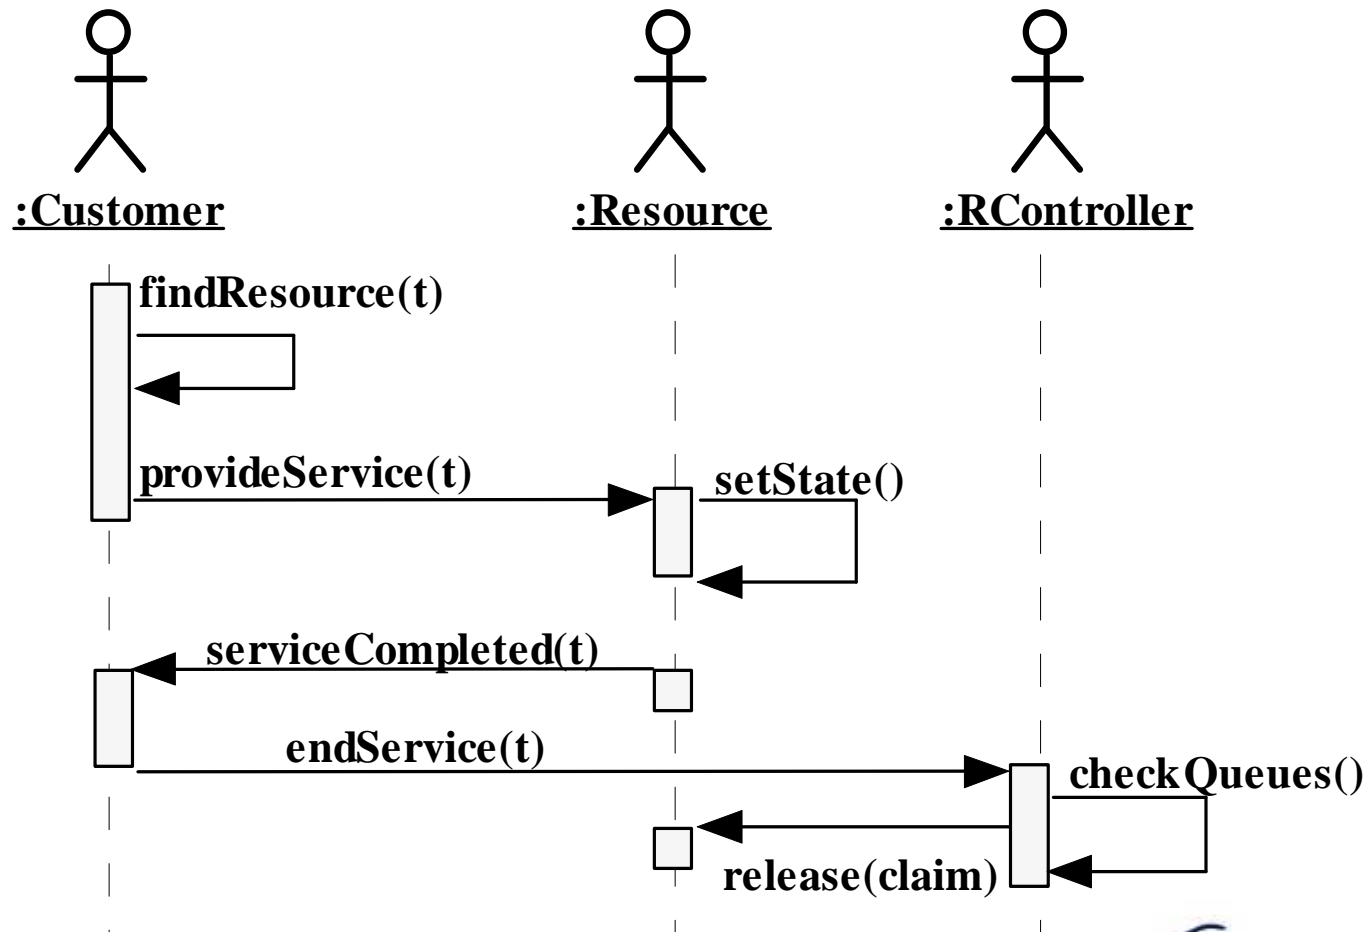 :Customer
:Resource
:RController
findResource(t)
provideService(t)
setState()
serviceCompleted(t)
endService(t)
checkQueues()
release(claim)